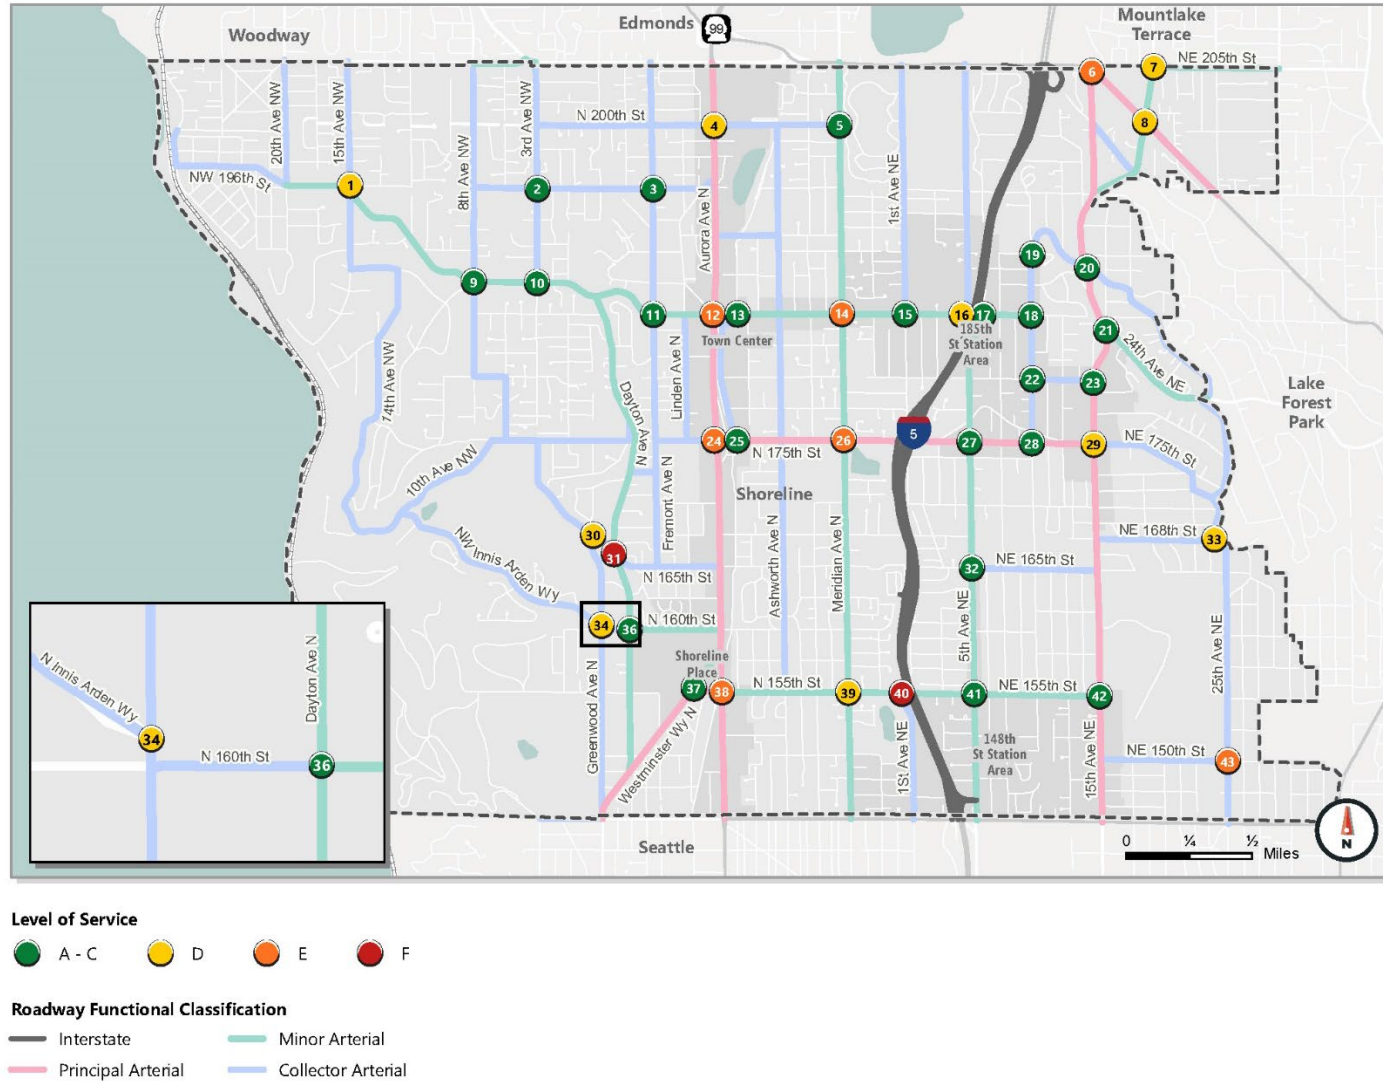 Woodway
Edmonds
99
Mountlake
Terrace
NE 205th St
20th Ave NW
15th Ave NW
8th Ave NW
3rd Ave NW
N 200th St
Aurora Ave N
1st Ave NE
NW 196th St
6
7
8
4
5
1
2
3
9
10
19
20
11
12
13
14
15
16
17
18
21
Town Center
185th
St Station
Area
24th Ave NE
14th Ave NW
Dayton Ave N
Linden Ave N
22
23
Lake
Forest
Park
24
25
26
5
27
28
29
N 175th St
NE 175th St
10th Ave NW
Shoreline
Fremont Ave N
Ashworth Ave N
Meridian Ave N
NW Innis Arden Wy
30
31
N 165th St
32
NE 165th St
NE 168th St
33
34
36
N 160th St
5th Ave NE
25th Ave NE
Shoreline
Place
37
38
N 155th St
39
40
41
NE 155th St
42
Greenwood Ave N
Westminster Wy N
1St Ave NE
148th
St Station
Area
15th Ave NE
NE 150th St
43
N Innis Arden Wy
Dayton Ave N
34
N 160th St
36
Seattle
0 ¼ ½
Miles
N
Level of Service
A - C D E F
Roadway Functional Classification
Interstate Minor Arterial
Principal Arterial Collector Arterial